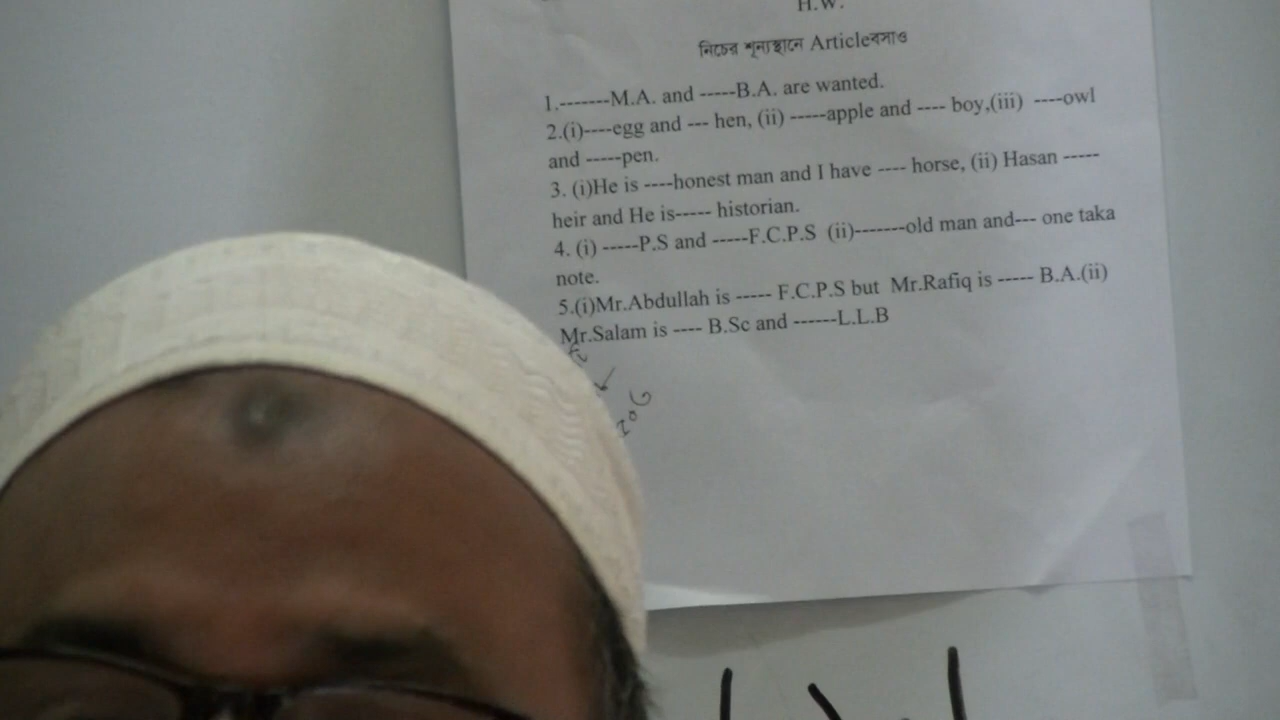 H.W.
নিচের শূন্যস্থানে Articleবসাও
1.-------M.A. and -----B.A. are wanted.
2.(i)----egg and --- hen, (ii) -----apple and ---- boy,(iii) ----owl
and -----pen.
3. (i)He is ----honest man and I have ---- horse, (ii) Hasan -----
heir and He is----- historian.
4. (i) -----P.S and -----F.C.P.S (ii)-------old man and--- one taka
note.
5.(i)Mr.Abdullah is ----- F.C.P.S but Mr.Rafiq is ----- B.A.(ii)
Mr.Salam is ---- B.Sc and ------L.L.B